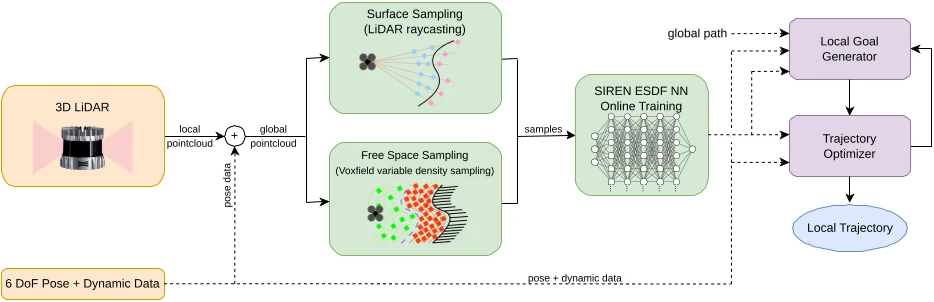 3D LiDAR
6 DoF Pose + Dynamic Data
local
pointcloud
+
pose data
global
pointcloud
Surface Sampling
(LiDAR raycasting)
Free Space Sampling
(Voxfield variable density sampling)
samples
SIREN ESDF NN
Online Training
pose + dynamic data
global path
Local Goal
Generator
Trajectory
Optimizer
Local Trajectory